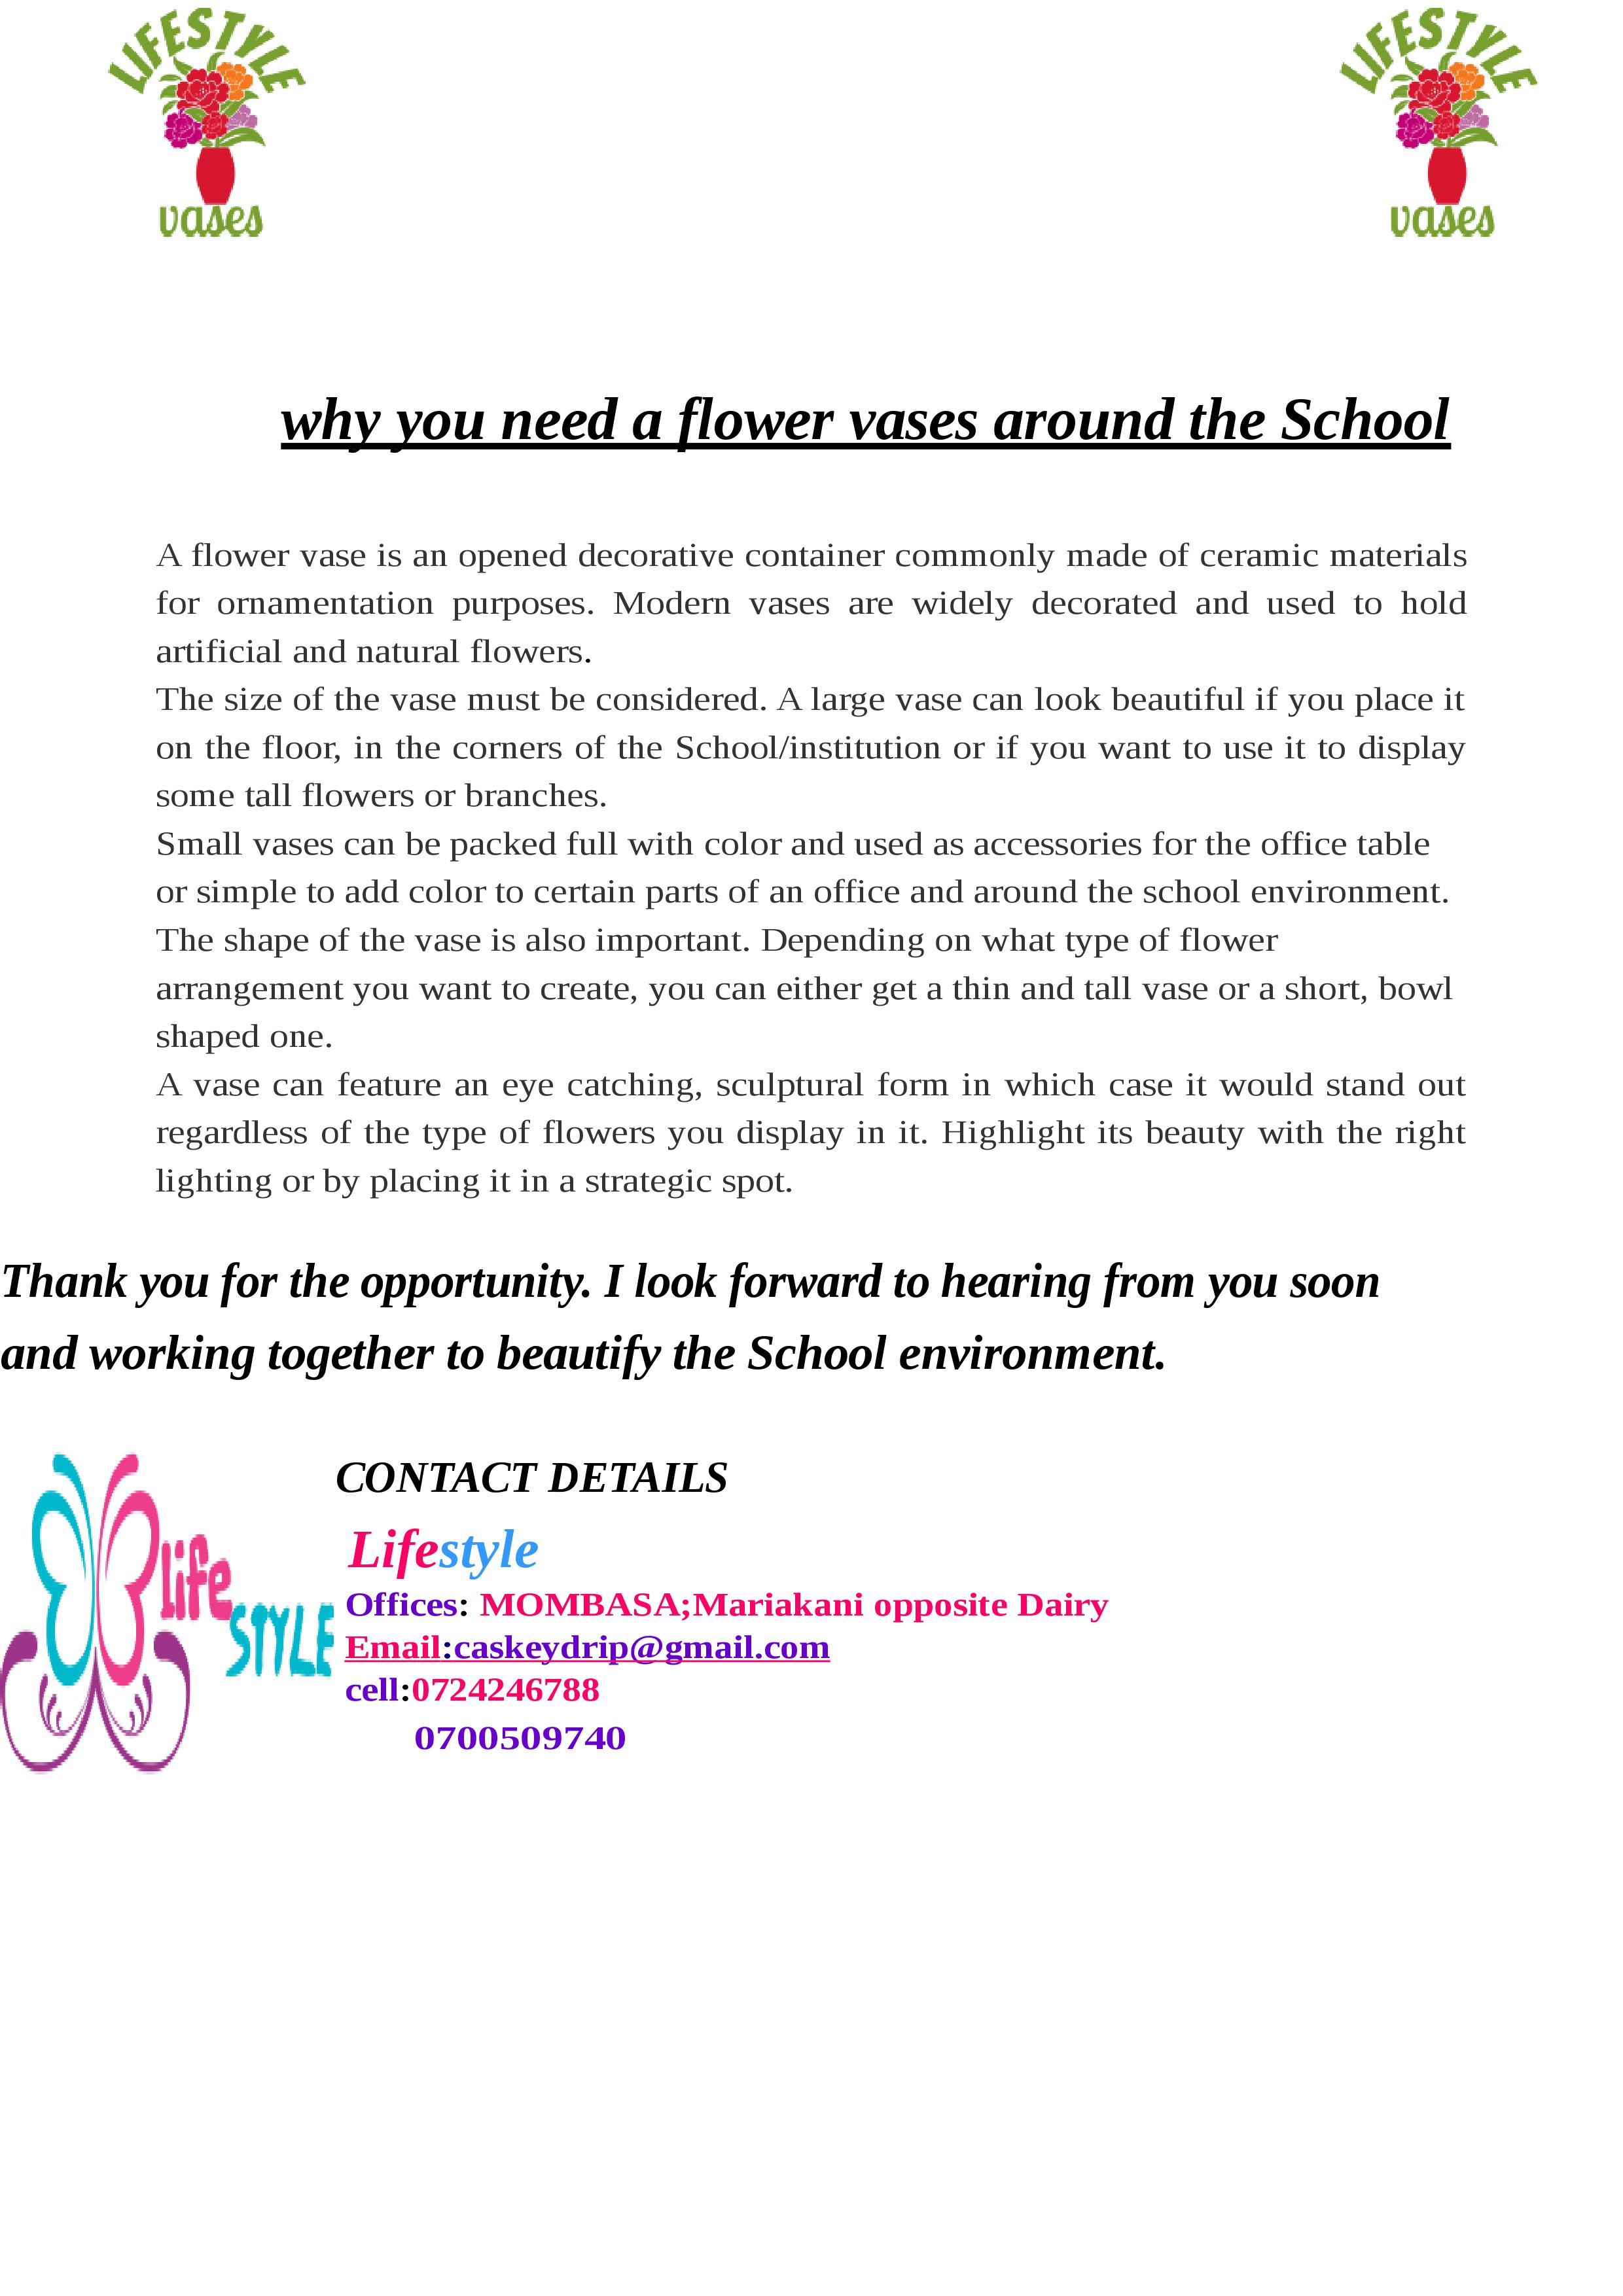 LIFESTYLE LIFESTYLE
vases vases
why you need a flower vases around the School
A flower vase is an opened decorative container commonly made of ceramic materials
for ornamentation purposes. Modern vases are widely decorated and used to hold
artificial and natural flowers.
The size of the vase must be considered. A large vase can look beautiful if you place it
on the floor, in the corners of the School/institution or if you want to use it to display
some tall flowers or branches.
Small vases can be packed full with color and used as accessories for the office table
or simple to add color to certain parts of an office and around the school environment.
The shape of the vase is also important. Depending on what type of flower
arrangement you want to create, you can either get a thin and tall vase or a short, bowl
shaped one.
A vase can feature an eye catching, sculptural form in which case it would stand out
regardless of the type of flowers you display in it. Highlight its beauty with the right
lighting or by placing it in a strategic spot.
Thank you for the opportunity. I look forward to hearing from you soon
and working together to beautify the School environment.
life
STYLE
CONTACT DETAILS
Lifestyle
Offices: MOMBASA;Mariakani opposite Dairy
Email:caskeydrip@gmail.com
cell:0724246788
0700509740